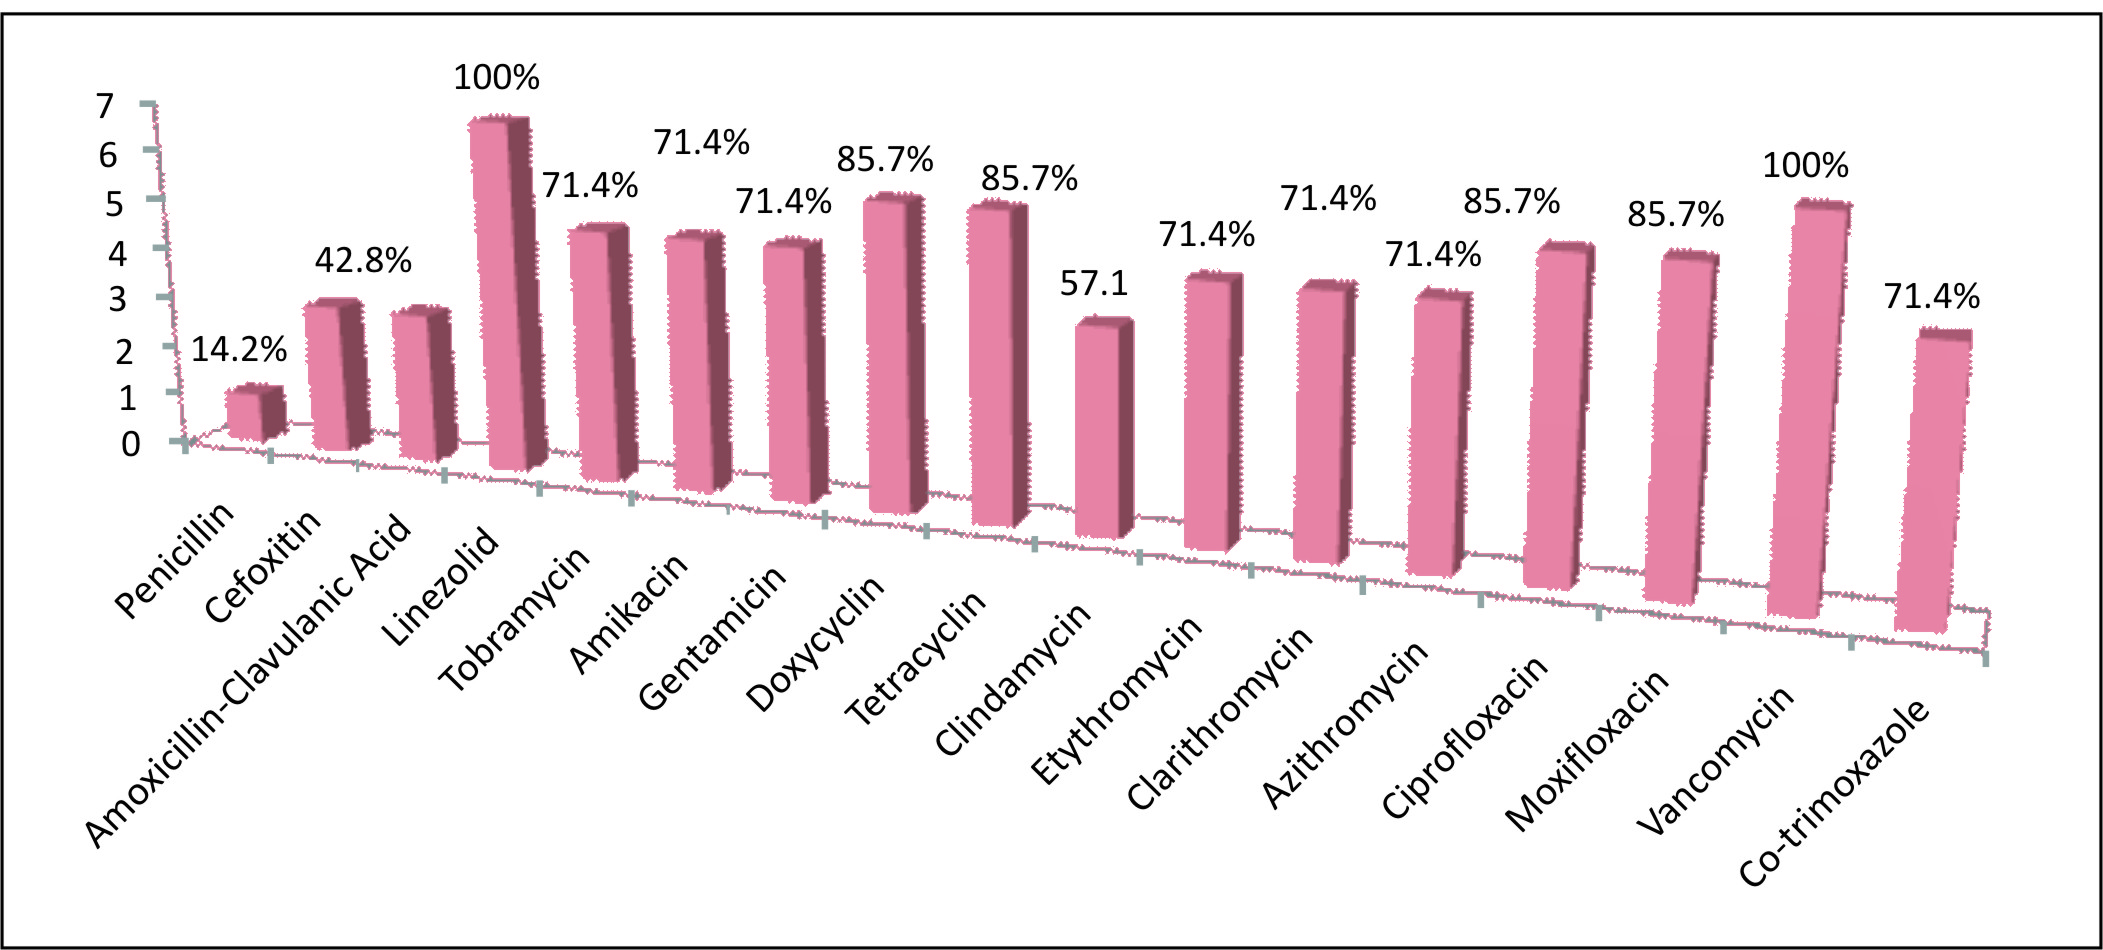 7
6
5
4
3
2
1
0
14.2%
42.8%
100%
71.4%
71.4%
71.4%
85.7%
85.7%
57.1
71.4%
71.4%
71.4%
85.7%
85.7%
100%
71.4%
Penicillin
Cefoxitin
Amoxicillin-Clavulanic Acid
Linezolid
Tobramycin
Amikacin
Gentamicin
Doxycyclin
Tetracyclin
Clindamycin
Etythromycin
Clarithromycin
Azithromycin
Ciprofloxacin
Moxifloxacin
Vancomycin
Co-trimoxazole